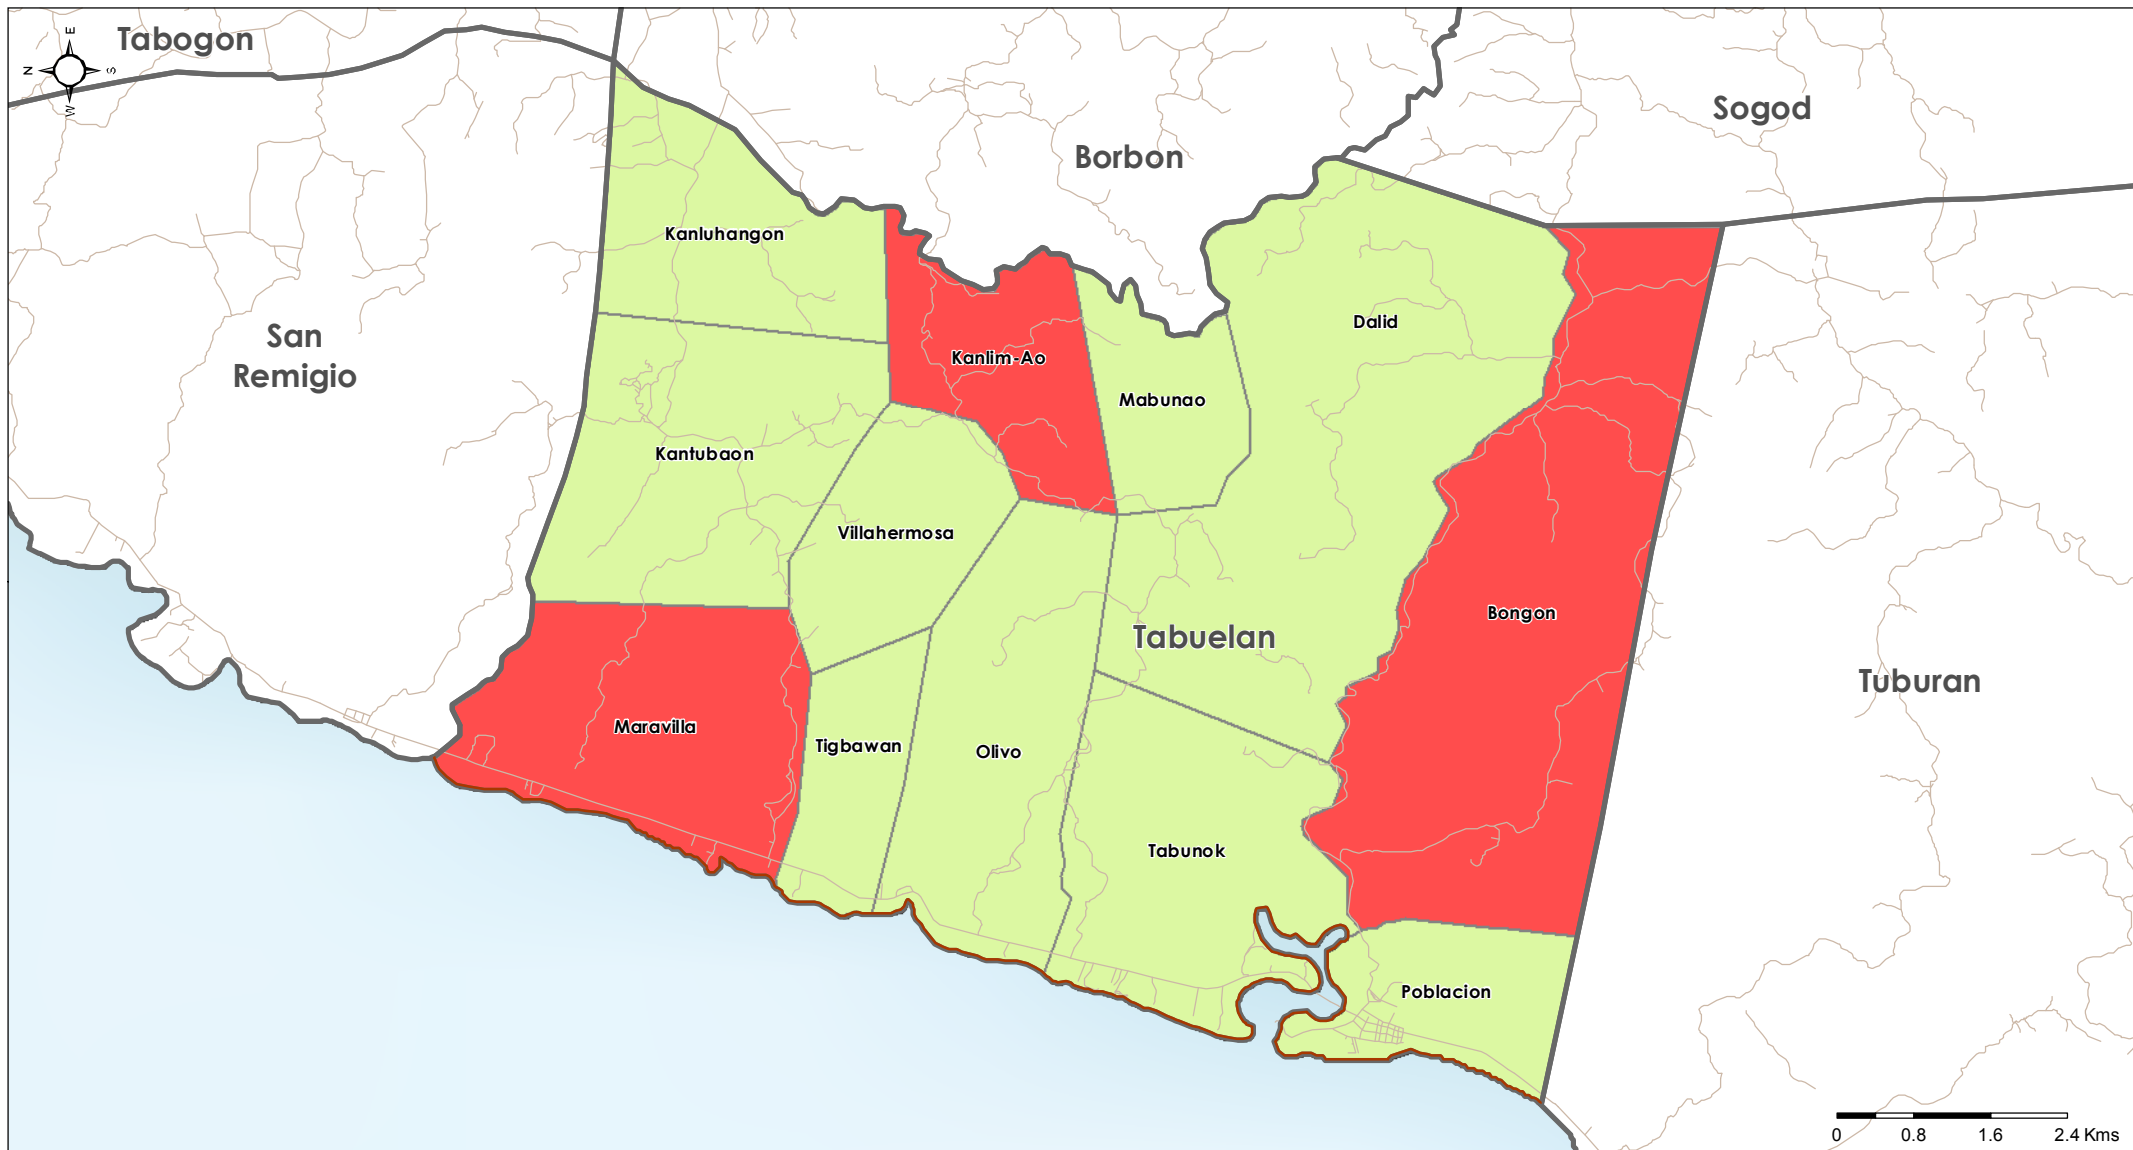 Tabogon
E
N
S
W
Sogod
Borbon
Kanluhangon
San
Remigio
Dalid
Kanlim-Ao
Mabunao
Kantubaon
Villahermosa
Bongon
Tabuelan
Tuburan
Maravilla
Tigbawan
Olivo
Tabunok
Poblacion
0 0.8 1.6 2.4 Kms